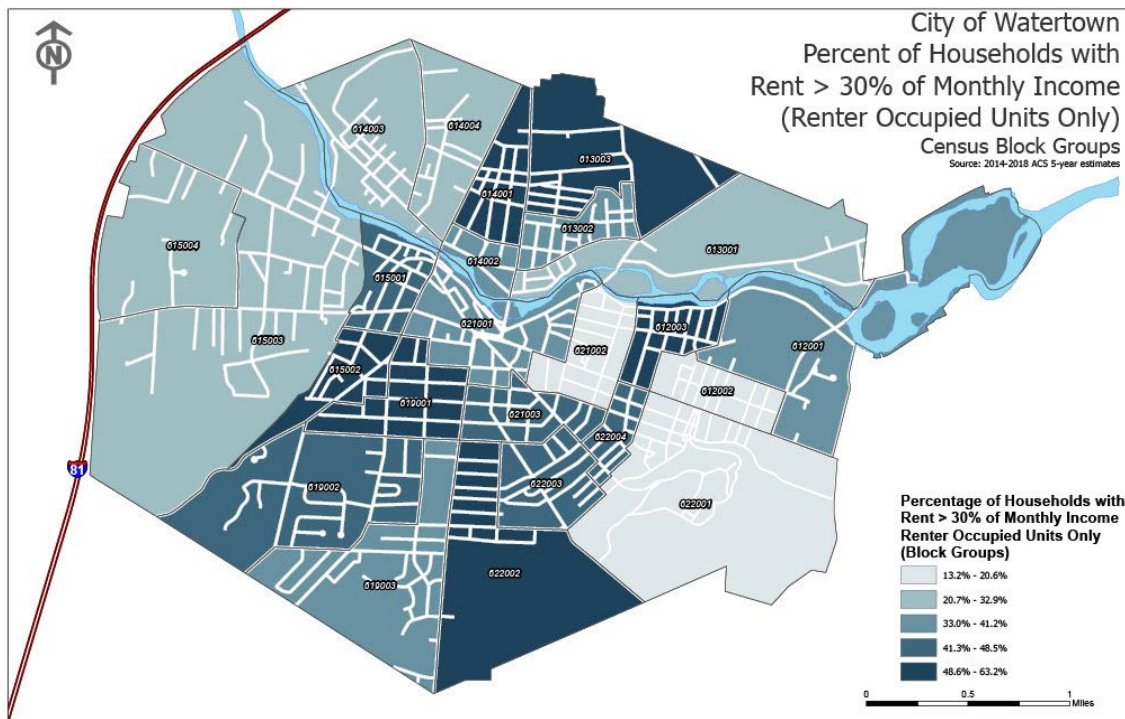 N
City of Watertown
Percent of Households with
Rent > 30% of Monthly Income
(Renter Occupied Units Only)
Census Block Groups
Source: 2014-2018 ACS 5-year estimates
614003
614004
613003
614001
613002
615004
614002
613001
615001
621001
612003
615003
621002
612001
615002
612002
619001
621003
622004
81
619002
622003
622001
622002
619003
Percentage of Households with
Rent > 30% of Monthly Income
Renter Occupied Units Only
(Block Groups)
13.2% - 20.6%
20.7% - 32.9%
33.0% - 41.2%
41.3% - 48.5%
48.6% - 63.2%
0 0.5 1
Miles